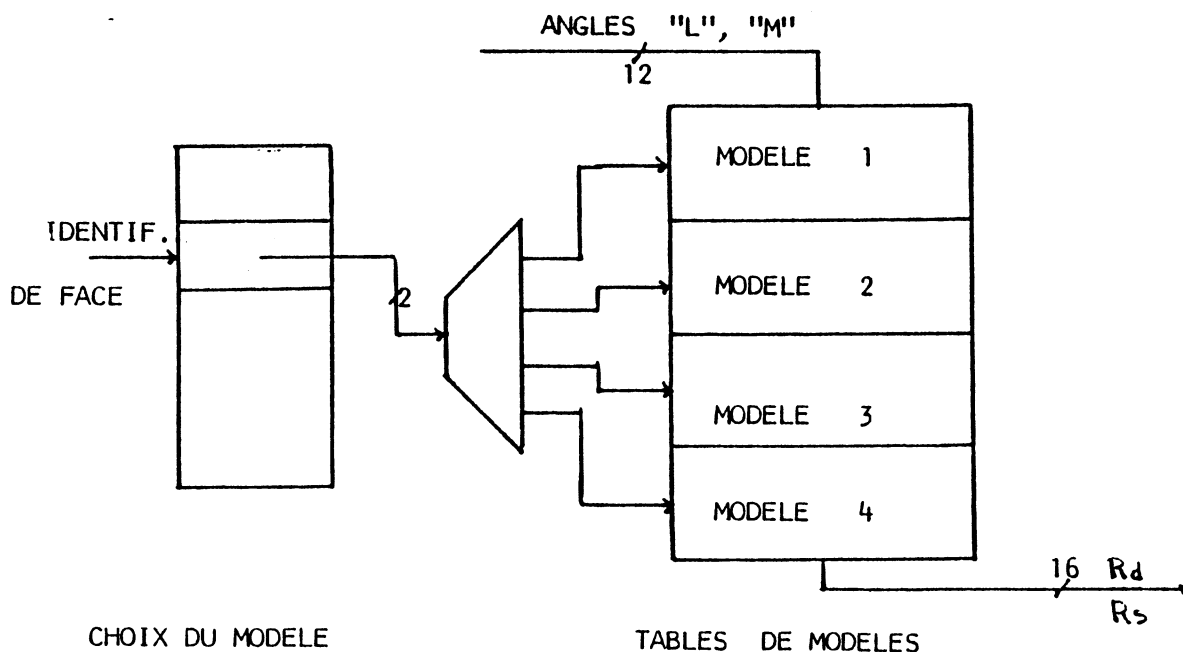 ANGLES "L", "M"
12
MODELE 1
IDENTIF.
DE FACE
2
MODELE 2
MODELE 3
MODELE 4
16 Rd
Rs
CHOIX DU MODELE
TABLES DE MODELES